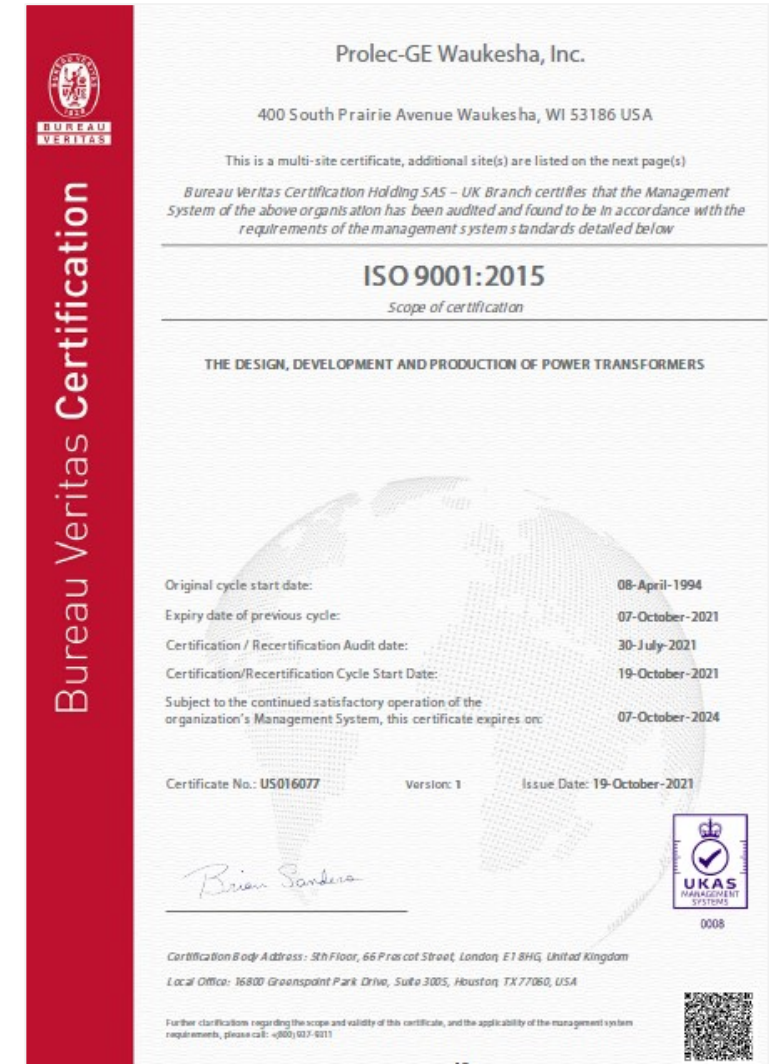 BUREAU
VERITAS
Bureau Veritas Certification
Prolec-GE Waukesha, Inc.
400 South Prairie Avenue Waukesha, WI 53186 USA
This is a multi-site certificate, additional site(s) are listed on the next page(s)
Bureau Veritas Certification Holding SAS – UK Branch certifies that the Management
System of the above organisation has been audited and found to be in accordance with the
requirements of the management system standards detailed below
ISO 9001:2015
Scope of certification
THE DESIGN, DEVELOPMENT AND PRODUCTION OF POWER TRANSFORMERS
Original cycle start date: 08-April-1994
Expiry date of previous cycle: 07-October-2021
Certification / Recertification Audit date: 30-July-2021
Certification/Recertification Cycle Start Date: 19-October-2021
Subject to the continued satisfactory operation of the
organization's Management System, this certificate expires on: 07-October-2024
Certificate No.: US016077 Version: 1 Issue Date: 19-October-2021
Brian Sanders
UKAS
MANAGEMENT
SYSTEMS
0008
Certification Body Address: 5th Floor, 66 Prescot Street, London, E1 8HG, United Kingdom
Local Office: 16800 Greenspoint Park Drive, Suite 300S, Houston, TX 77060, USA
Further clarifications regarding the scope and validity of this certificate, and the applicability of the management system
requirements, please call: +(800) 937-9311